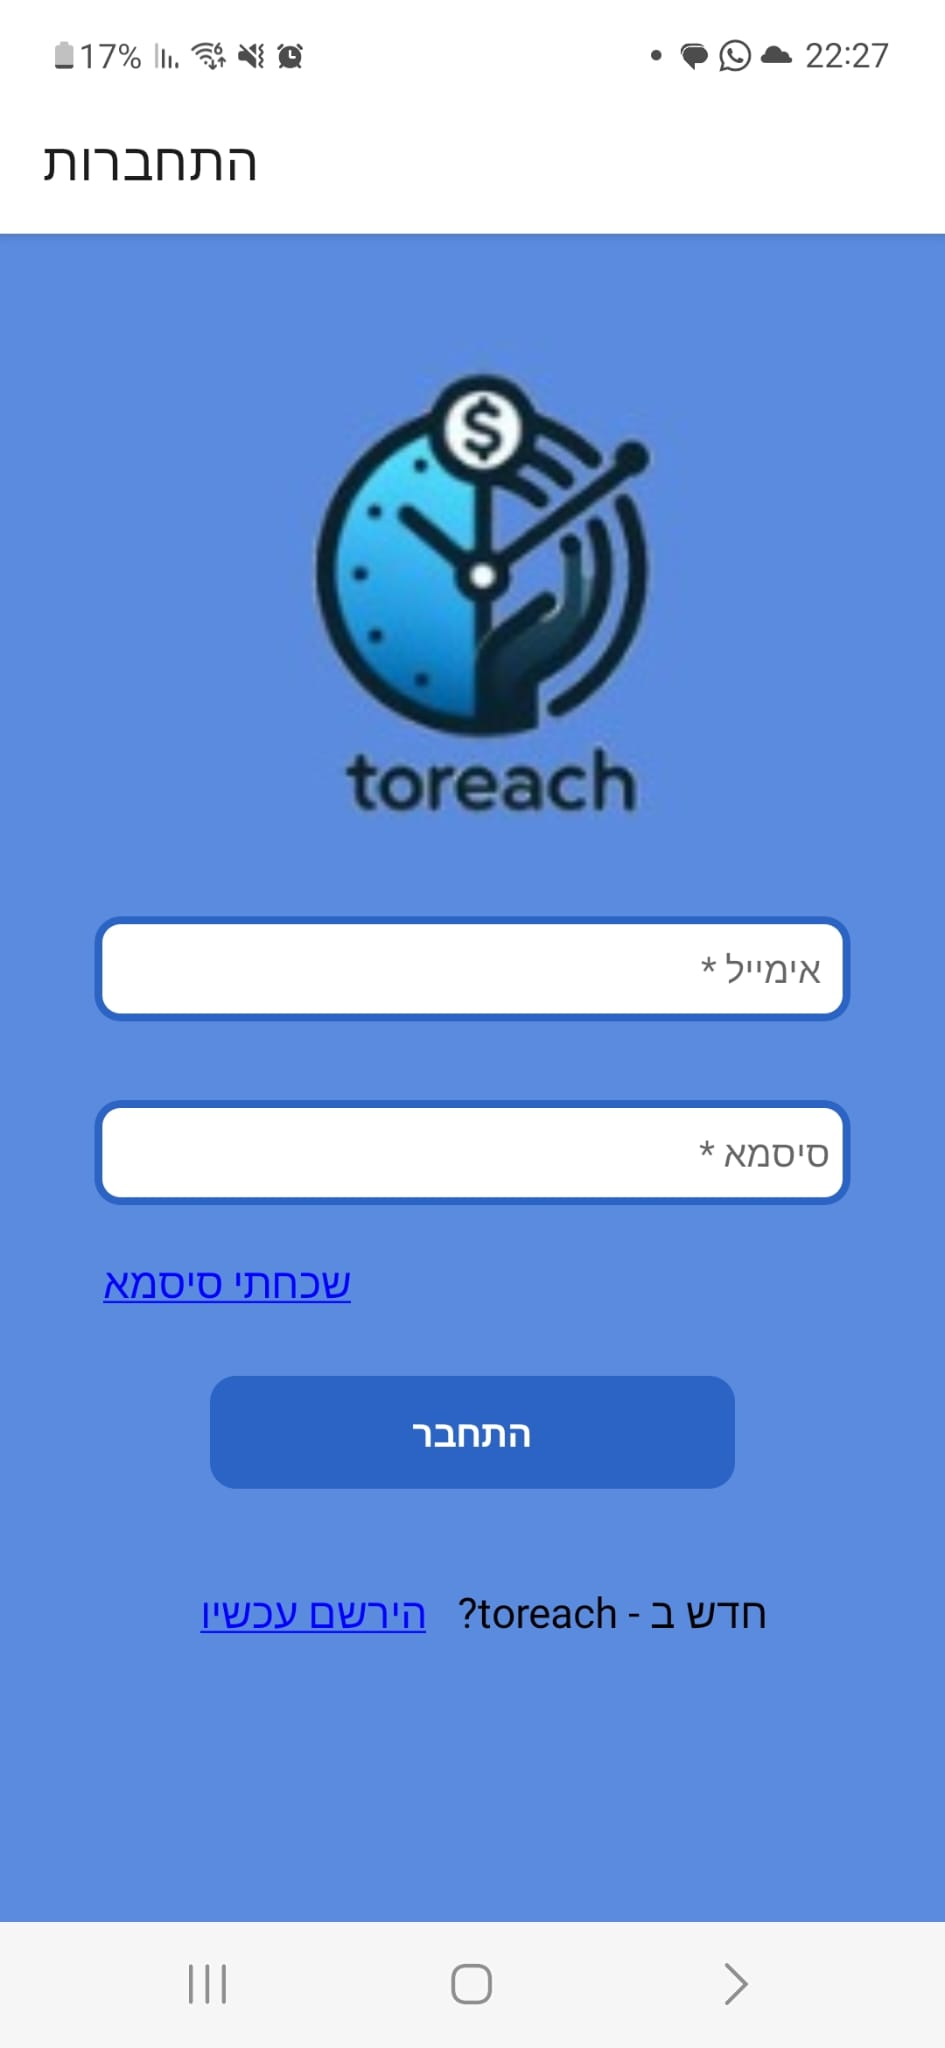 22:27
17%
התחברות
$
toreach
אימייל *
סיסמא *
שכחתי סיסמא
התחבר
חדש ב - toreach? הירשם עכשיו